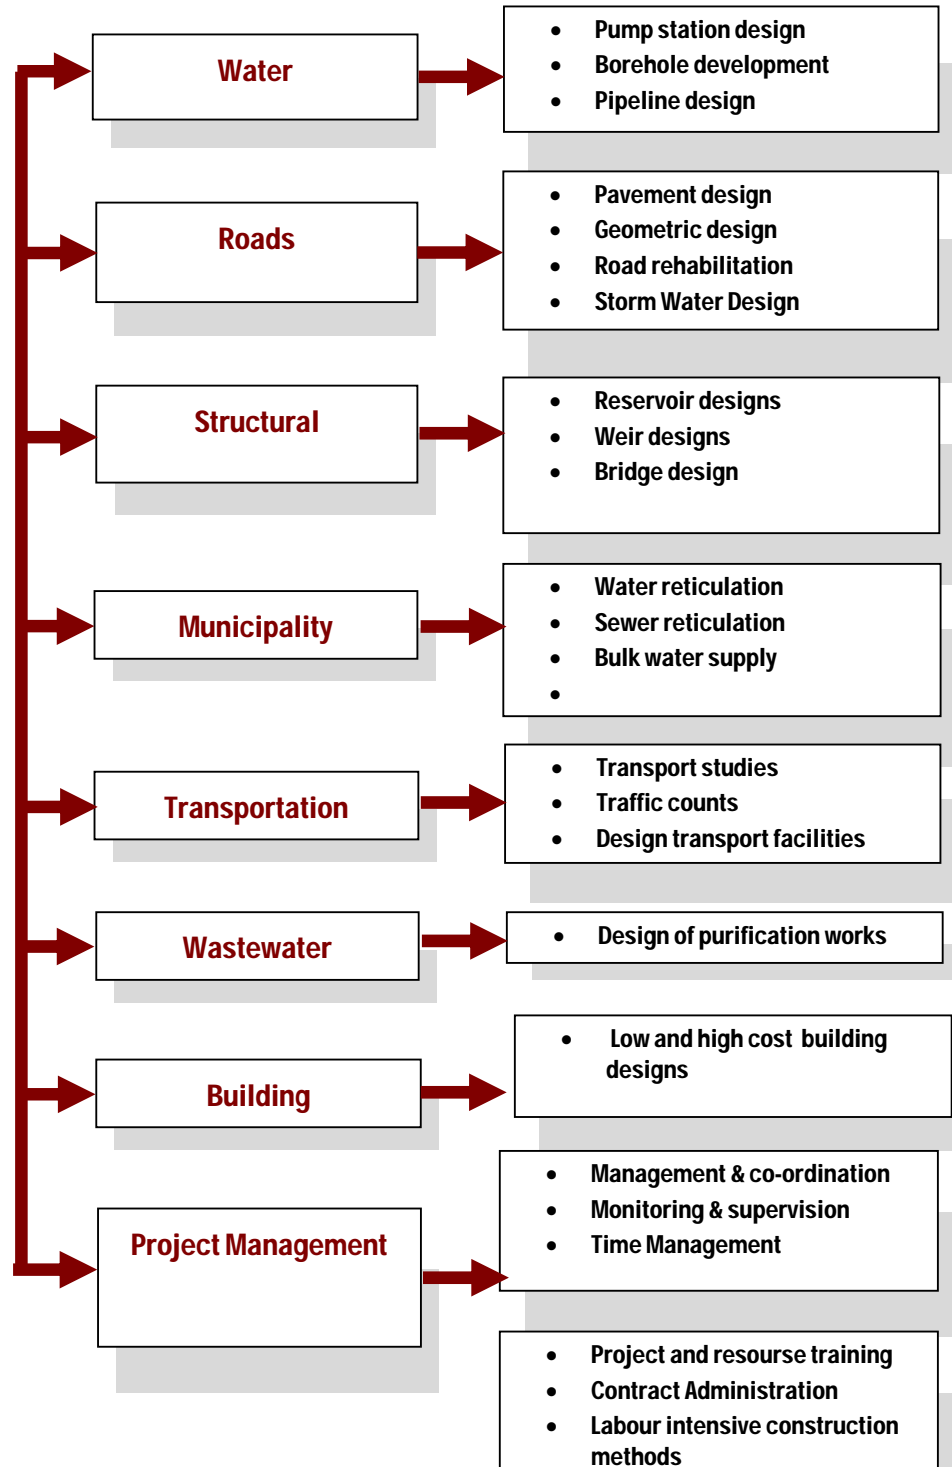 Water
• Pump station design
• Borehole development
• Pipeline design
Roads
• Pavement design
• Geometric design
• Road rehabilitation
• Storm Water Design
Structural
• Reservoir designs
• Weir designs
• Bridge design
Municipality
• Water reticulation
• Sewer reticulation
• Bulk water supply
•
Transportation
• Transport studies
• Traffic counts
• Design transport facilities
Wastewater
• Design of purification works
Building
• Low and high cost building
designs
Project Management
• Management & co-ordination
• Monitoring & supervision
• Time Management
• Project and resourse training
• Contract Administration
• Labour intensive construction
methods